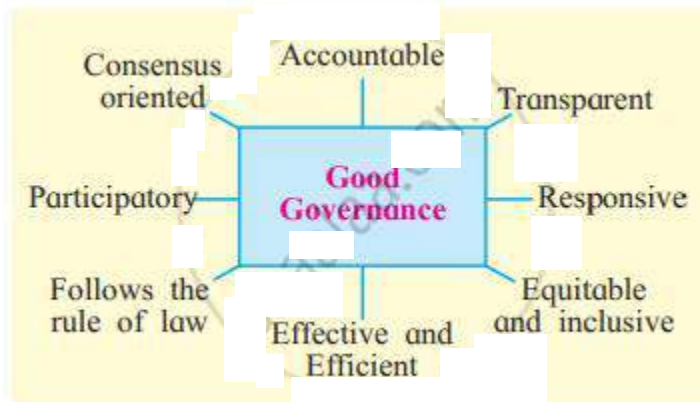 Consensus
oriented
Accountable
Transparent
Participatory
Good
Governance
Responsive
Follows the
rule of law
Effective and
Efficient
Equitable
and inclusive